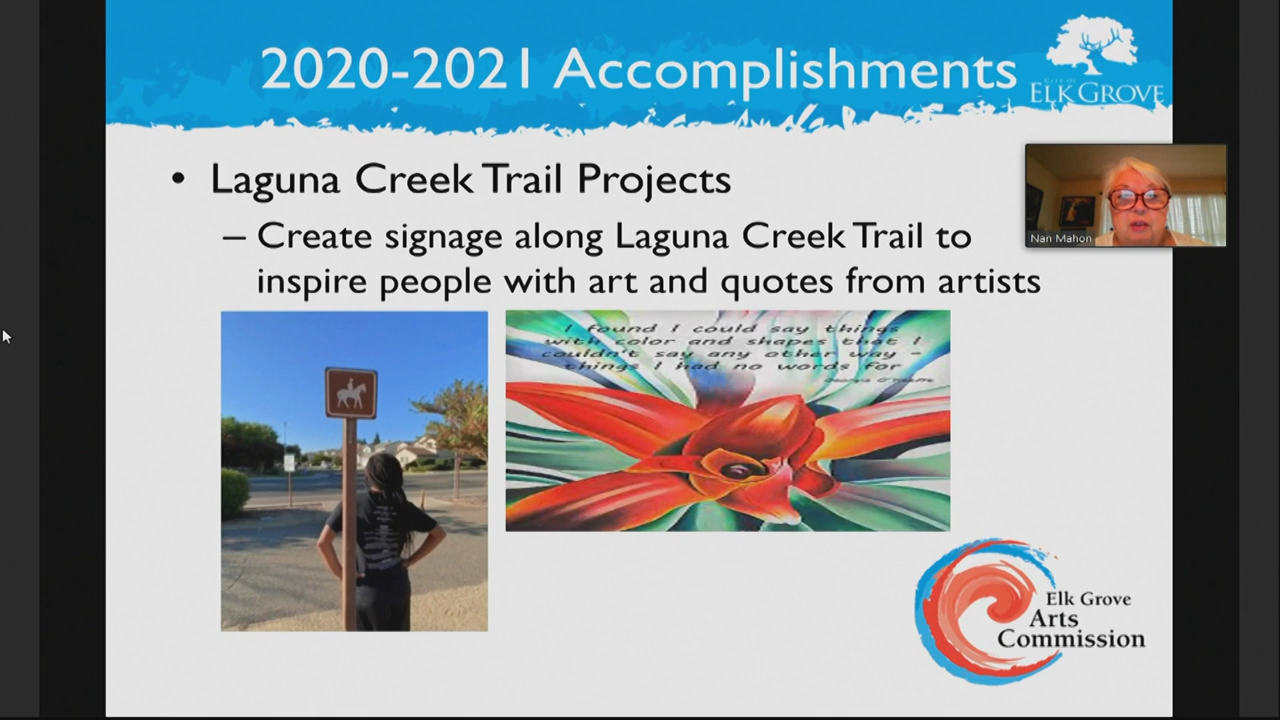 2020-2021 Accomplishments
CITY OF
ELK GROVE
• Laguna Creek Trail Projects
– Create signage along Laguna Creek Trail to
inspire people with art and quotes from artists
Nan Mahon
I found I could say things
with color and shapes that I
couldn't say any other way -
things I had no words for
Elk Grove
Arts
Commission